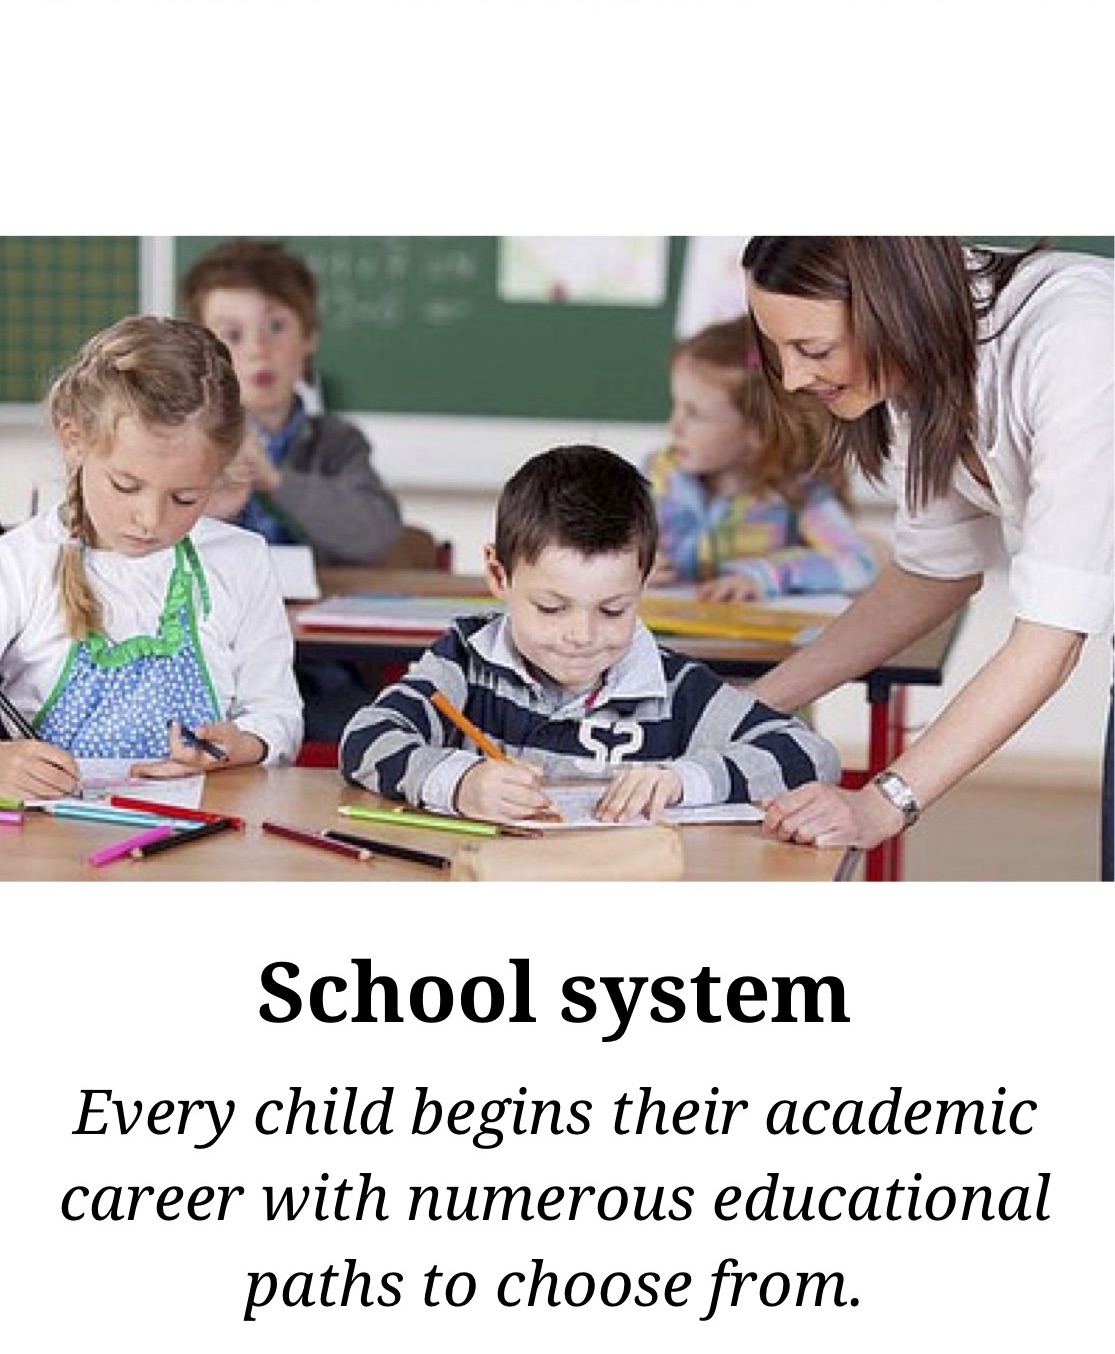 52
School system
Every child begins their academic
career with numerous educational
paths to choose from.